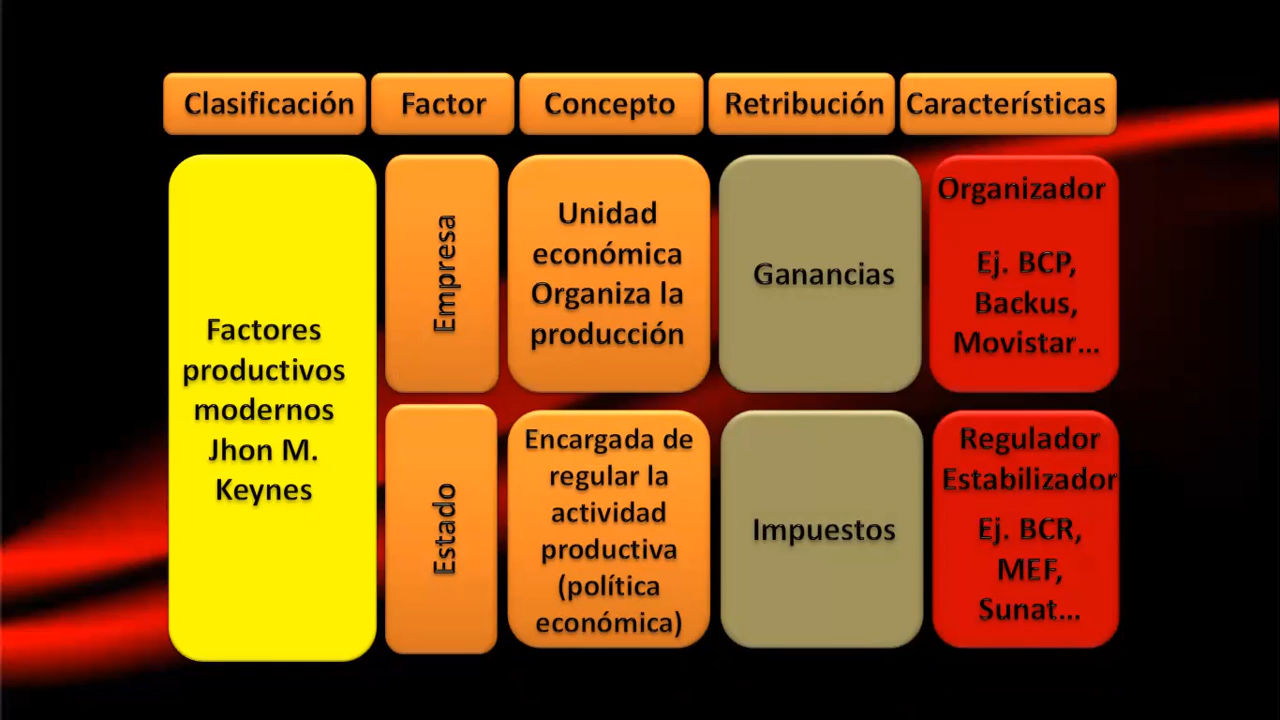 Clasificación
Factor
Concepto
Retribución
Características
Factores
productivos
modernos
Jhon M.
Keynes
Empresa
Unidad
económica
Organiza la
producción
Ganancias
Organizador
Ej. BCP,
Backus,
Movistar...
Estado
Encargada de
regular la
actividad
productiva
(política
económica)
Impuestos
Regulador
Estabilizador
Ej. BCR,
MEF,
Sunat...